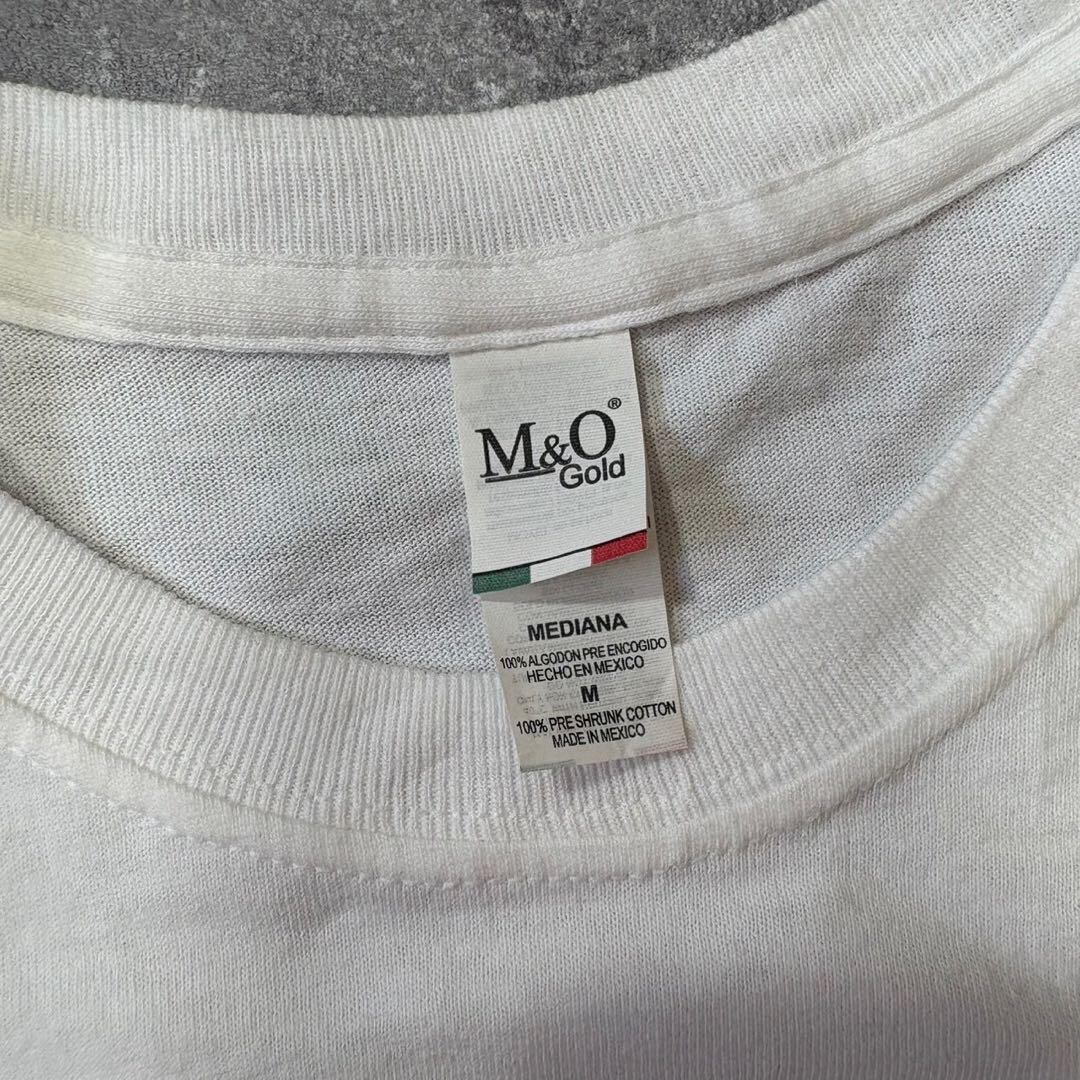 M&O®
Gold
MEDIANA
100% ALGODON PRE ENCOGIDO
HECHO EN MEXICO
M
100% PRE SHRUNK COTTON
MADE IN MEXICO